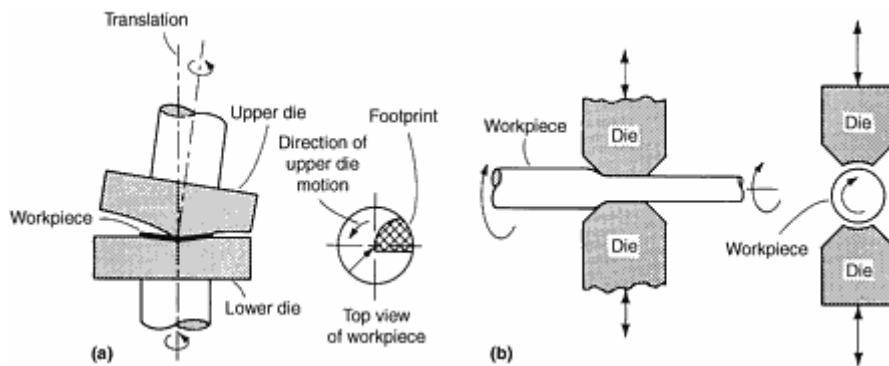 Translation
Upper die
Footprint
Direction of
upper die
motion
Workpiece
Lower die
Top view
of workpiece
(a)
Workpiece
Die
Die
(b)
Die
Workpiece
Die